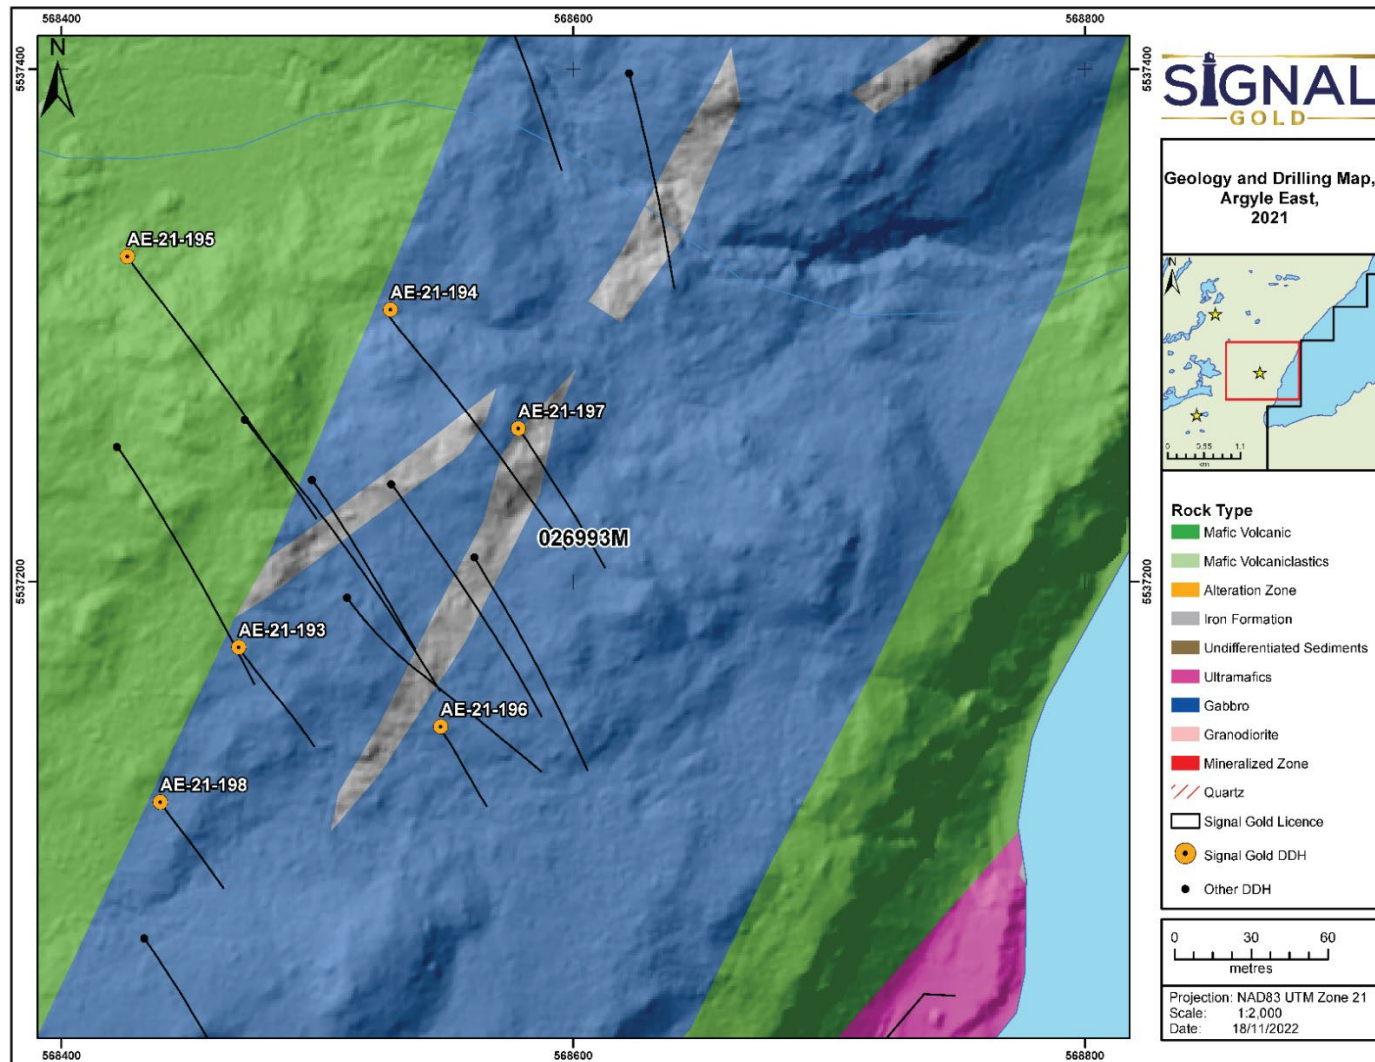 568400
568600
568800
5537400
5537400
N
AE-21-195
AE-21-194
AE-21-197
026993M
5537200
5537200
AE-21-193
AE-21-196
AE-21-198
568400
568600
568800
SIGNAL
GOLD
Geology and Drilling Map,
Argyle East,
2021
N
0 0.55 1.1
km
Rock Type
Mafic Volcanic
Mafic Volcaniclastics
Alteration Zone
Iron Formation
Undifferentiated Sediments
Ultramafics
Gabbro
Granodiorite
Mineralized Zone
Quartz
Signal Gold Licence
Signal Gold DDH
Other DDH
0 30 60
metres
Projection: NAD83 UTM Zone 21
Scale: 1:2,000
Date: 18/11/2022